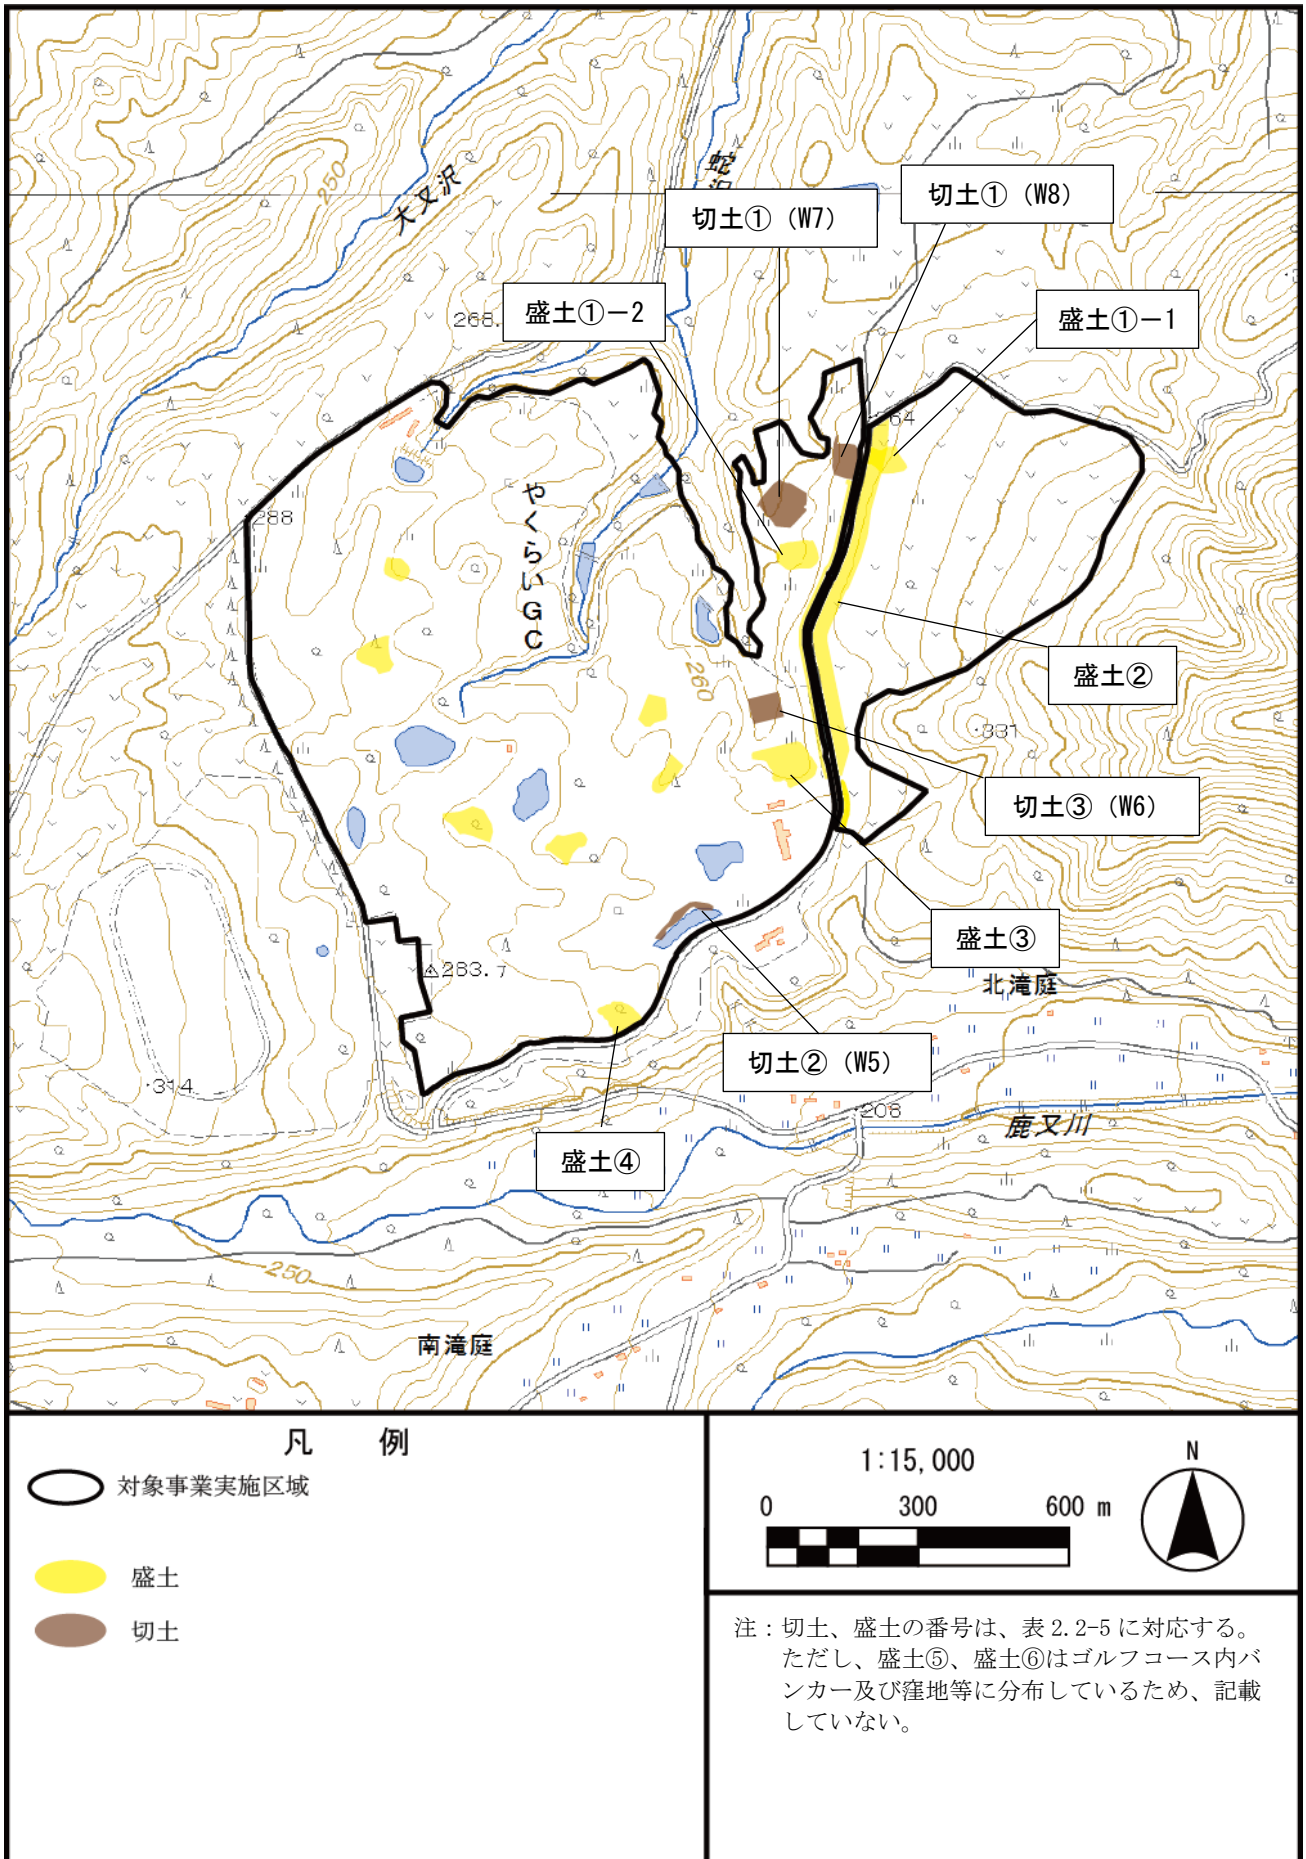 250
大又沢
蛇沢
切土①（W7）
切土①（W8）
盛土①－2
盛土①－1
268.
64
288
やくらいGC
260
盛土②
・331
切土③（W6）
盛土③
283.7
北滝庭
切土②（W5）
・314
208
鹿又川
盛土④
250
南滝庭
凡　例
対象事業実施区域
盛土
切土
1:15,000
0 300 600 m
N
注：切土、盛土の番号は、表 2.2-5 に対応する。
ただし、盛土⑤、盛土⑥はゴルフコース内バ
ンカー及び窪地等に分布しているため、記載
していない。